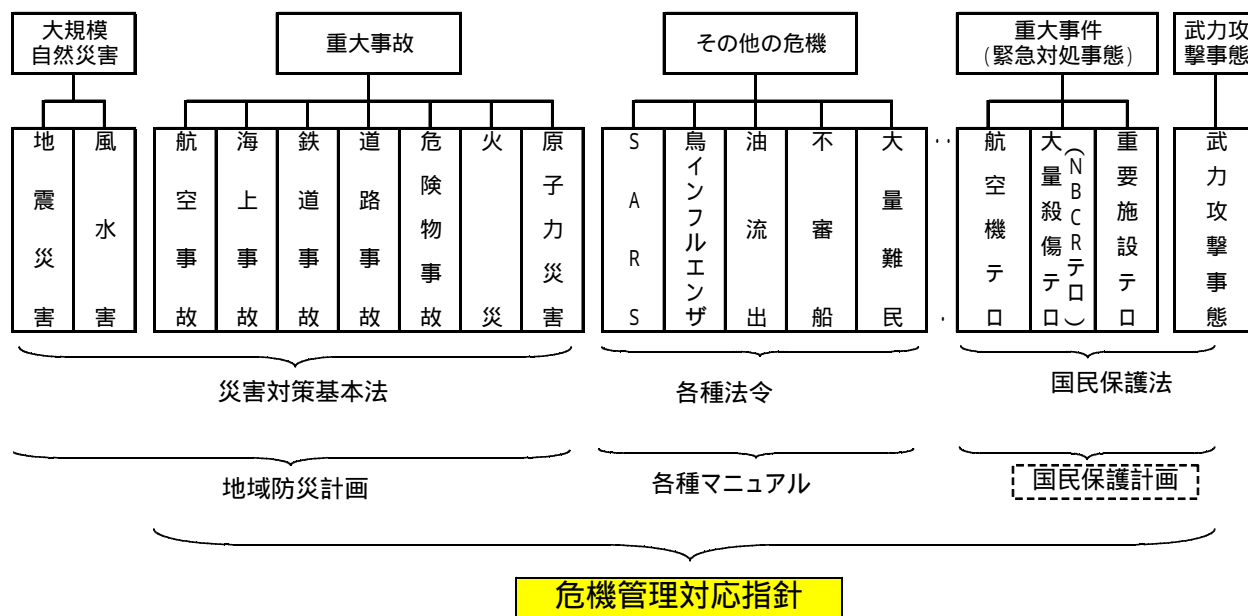 大規模
自然災害
重大事故
その他の危機
重大事件
(緊急対処事態)
武力攻
撃事態
地震災害
風水害
航空事故
海上事故
鉄道事故
道路事故
危険物事故
火災
原子力災害
SARS
鳥インフルエンザ
油流出
不審船
大量難民
‥
.
航空機テロ
大量殺傷テロ
(NBCRテロ)
重要施設テロ
武力攻撃事態
災害対策基本法
各種法令
国民保護法
地域防災計画
各種マニュアル
国民保護計画
危機管理対応指針